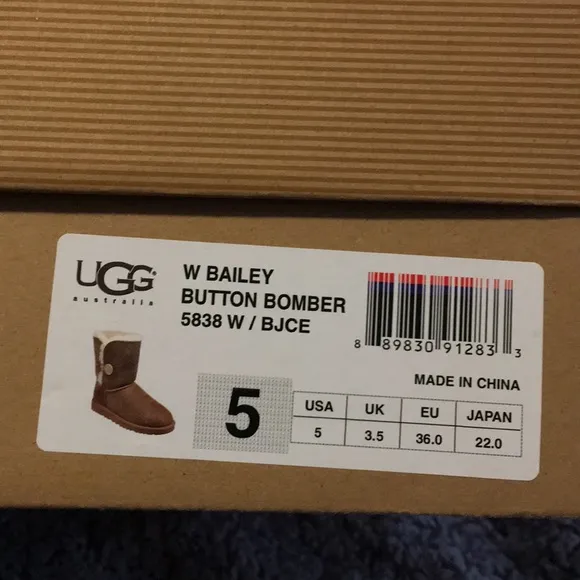 UGG
australia
W BAILEY
BUTTON BOMBER
5838 W / BJCE
8 89830 91283 3
MADE IN CHINA
5
USA UK EU JAPAN
5 3.5 36.0 22.0